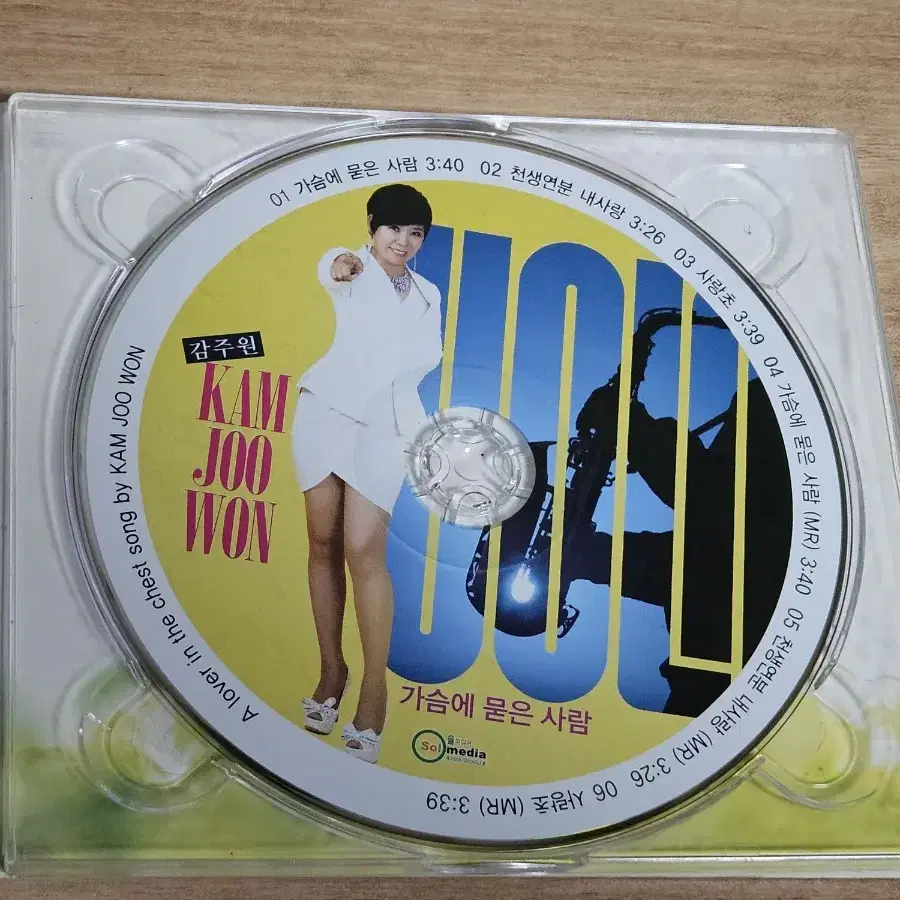 01 가슴에 묻은 사람 3:40 02 천생연분 내사랑 3:26 03 사랑초 3:39 04 가슴에 묻은 사람 (MR) 3:40 05 천생연분 내사랑 (MR) 3:26 06 사랑초 (MR) 3:39
A lover in the chest song by KAM JOO WON
감주원
KAM
JOO
WON
가슴에 묻은 사람
Sol media